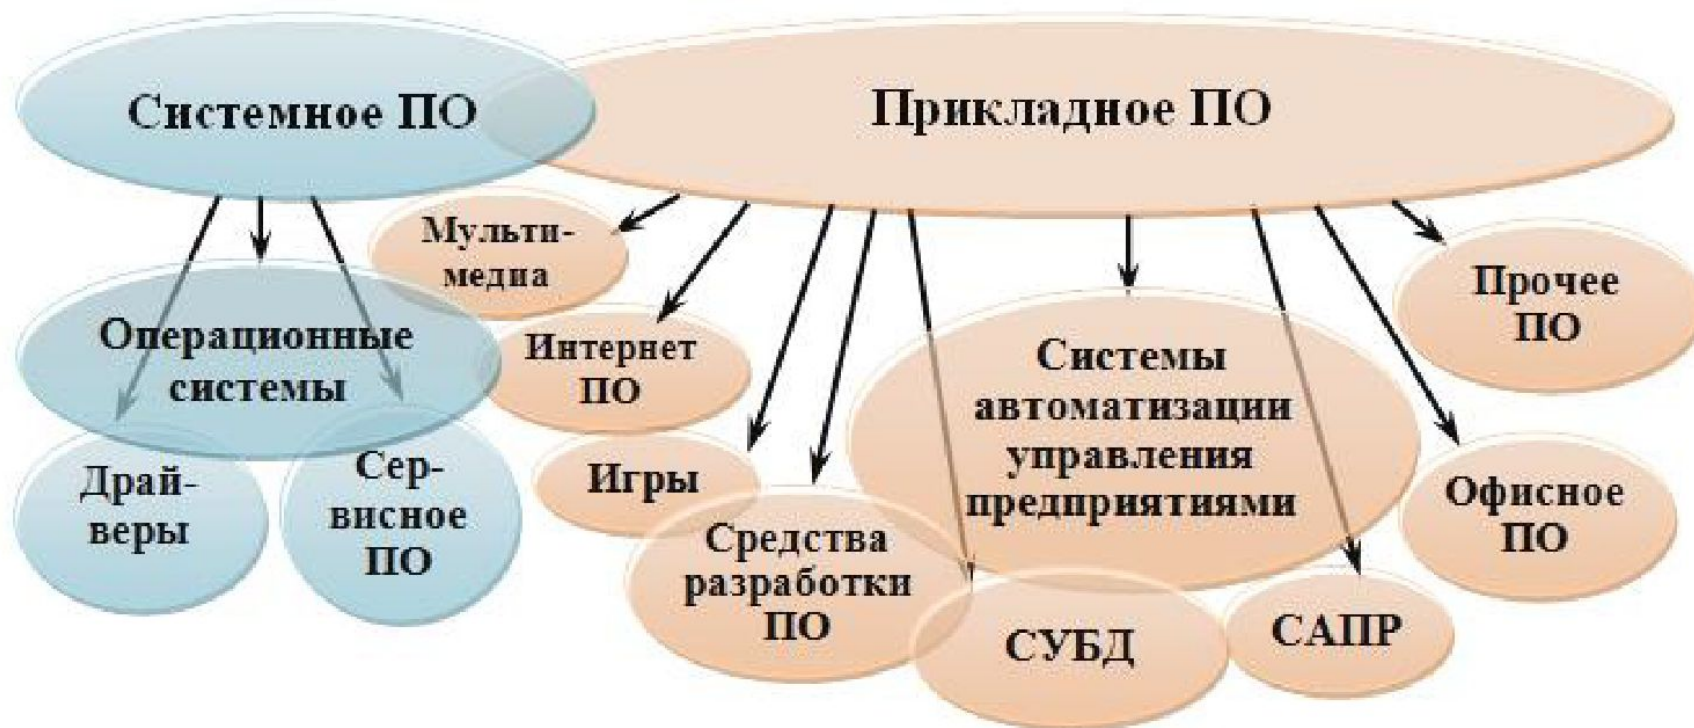 Системное ПО
Прикладное ПО
Мульти-
медиа
Операционные
системы
Интернет
ПО
Прочее
ПО
Системы
автоматизации
управления
предприятиями
Драй-
веры
Сер-
висное
ПО
Игры
Средства
разработки
ПО
СУБД
САПР
Офисное
ПО